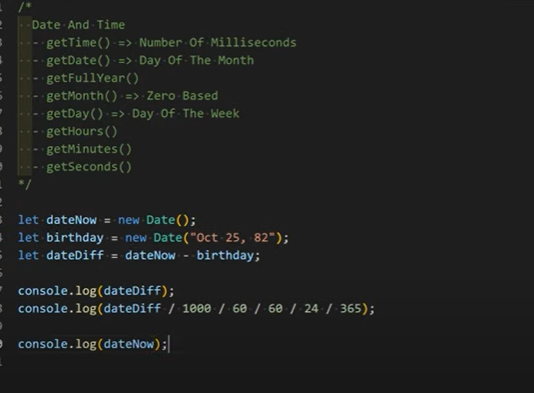 /*
Date And Time
- getTime() => Number Of Milliseconds
- getDate() => Day Of The Month
- getFullYear()
- getMonth() => Zero Based
- getDay() => Day Of The Week
- getHours()
- getMinutes()
- getSeconds()
*/
let dateNow = new Date();
let birthday = new Date("Oct 25, 82");
let dateDiff = dateNow - birthday;
console.log(dateDiff);
console.log(dateDiff / 1000 / 60 / 60 / 24 / 365);
console.log(dateNow);